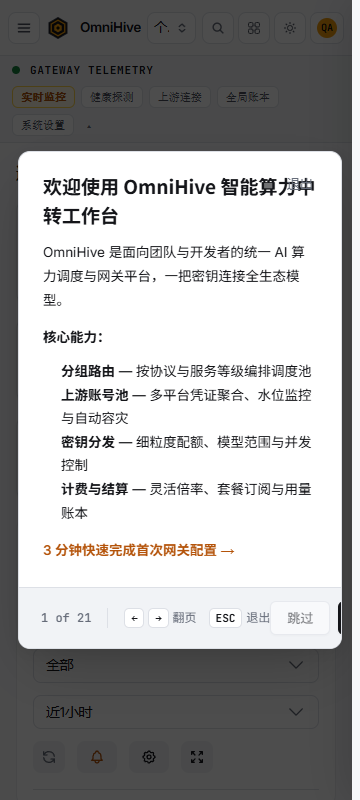 OmniHive
个
QA
GATEWAY TELEMETRY
实时监控 健康探测 上游连接 全局账本
系统设置
欢迎使用 OmniHive 智能算力中
转工作台
OmniHive 是面向团队与开发者的统一 AI 算
力调度与网关平台，一把密钥连接全生态模
型。
核心能力：
分组路由 — 按协议与服务等级编排调度池
上游账号池 — 多平台凭证聚合、水位监控
与自动容灾
密钥分发 — 细粒度配额、模型范围与并发
控制
计费与结算 — 灵活倍率、套餐订阅与用量
账本
3 分钟快速完成首次网关配置 →
1 of 21 ← → 翻页 ESC 退出 跳过
全部
近1小时